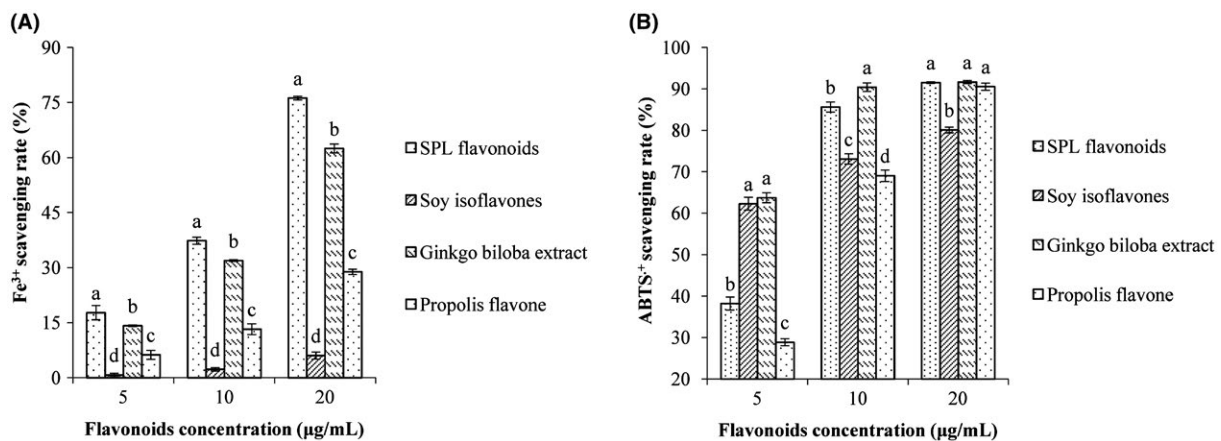 (A)
90
75
60
45
30
15
0
Fe³⁺ scavenging rate (%)
a
d
b
c
a
d
b
c
a
d
b
c
5
10
20
Flavonoids concentration (µg/mL)
SPL flavonoids
Soy isoflavones
Ginkgo biloba extract
Propolis flavone
(B)
100
90
80
70
60
50
40
30
20
ABTS·⁺ scavenging rate (%)
b
a
a
c
b
c
a
d
a
b
a
a
5
10
20
Flavonoids concentration (µg/mL)
SPL flavonoids
Soy isoflavones
Ginkgo biloba extract
Propolis flavone